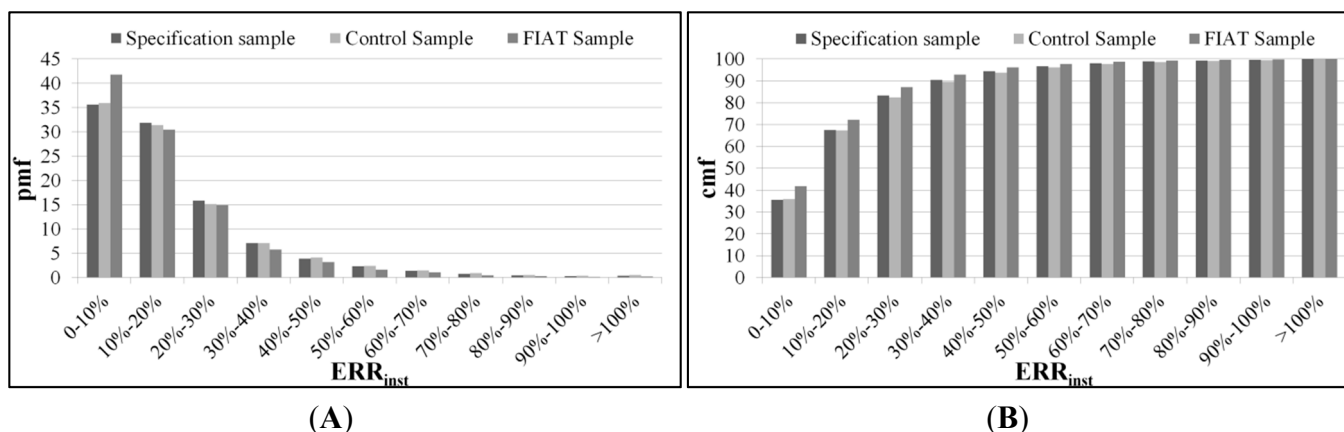 Specification sample Control Sample FIAT Sample
45
40
35
30
25
20
15
10
5
0
pmf
0-10% 10%-20% 20%-30% 30%-40% 40%-50% 50%-60% 60%-70% 70%-80% 80%-90% 90%-100% >100%
ERRinst
(A)
Specification sample Control Sample FIAT Sample
100
90
80
70
60
50
40
30
20
10
0
cmf
0-10% 10%-20% 20%-30% 30%-40% 40%-50% 50%-60% 60%-70% 70%-80% 80%-90% 90%-100% >100%
ERRinst
(B)